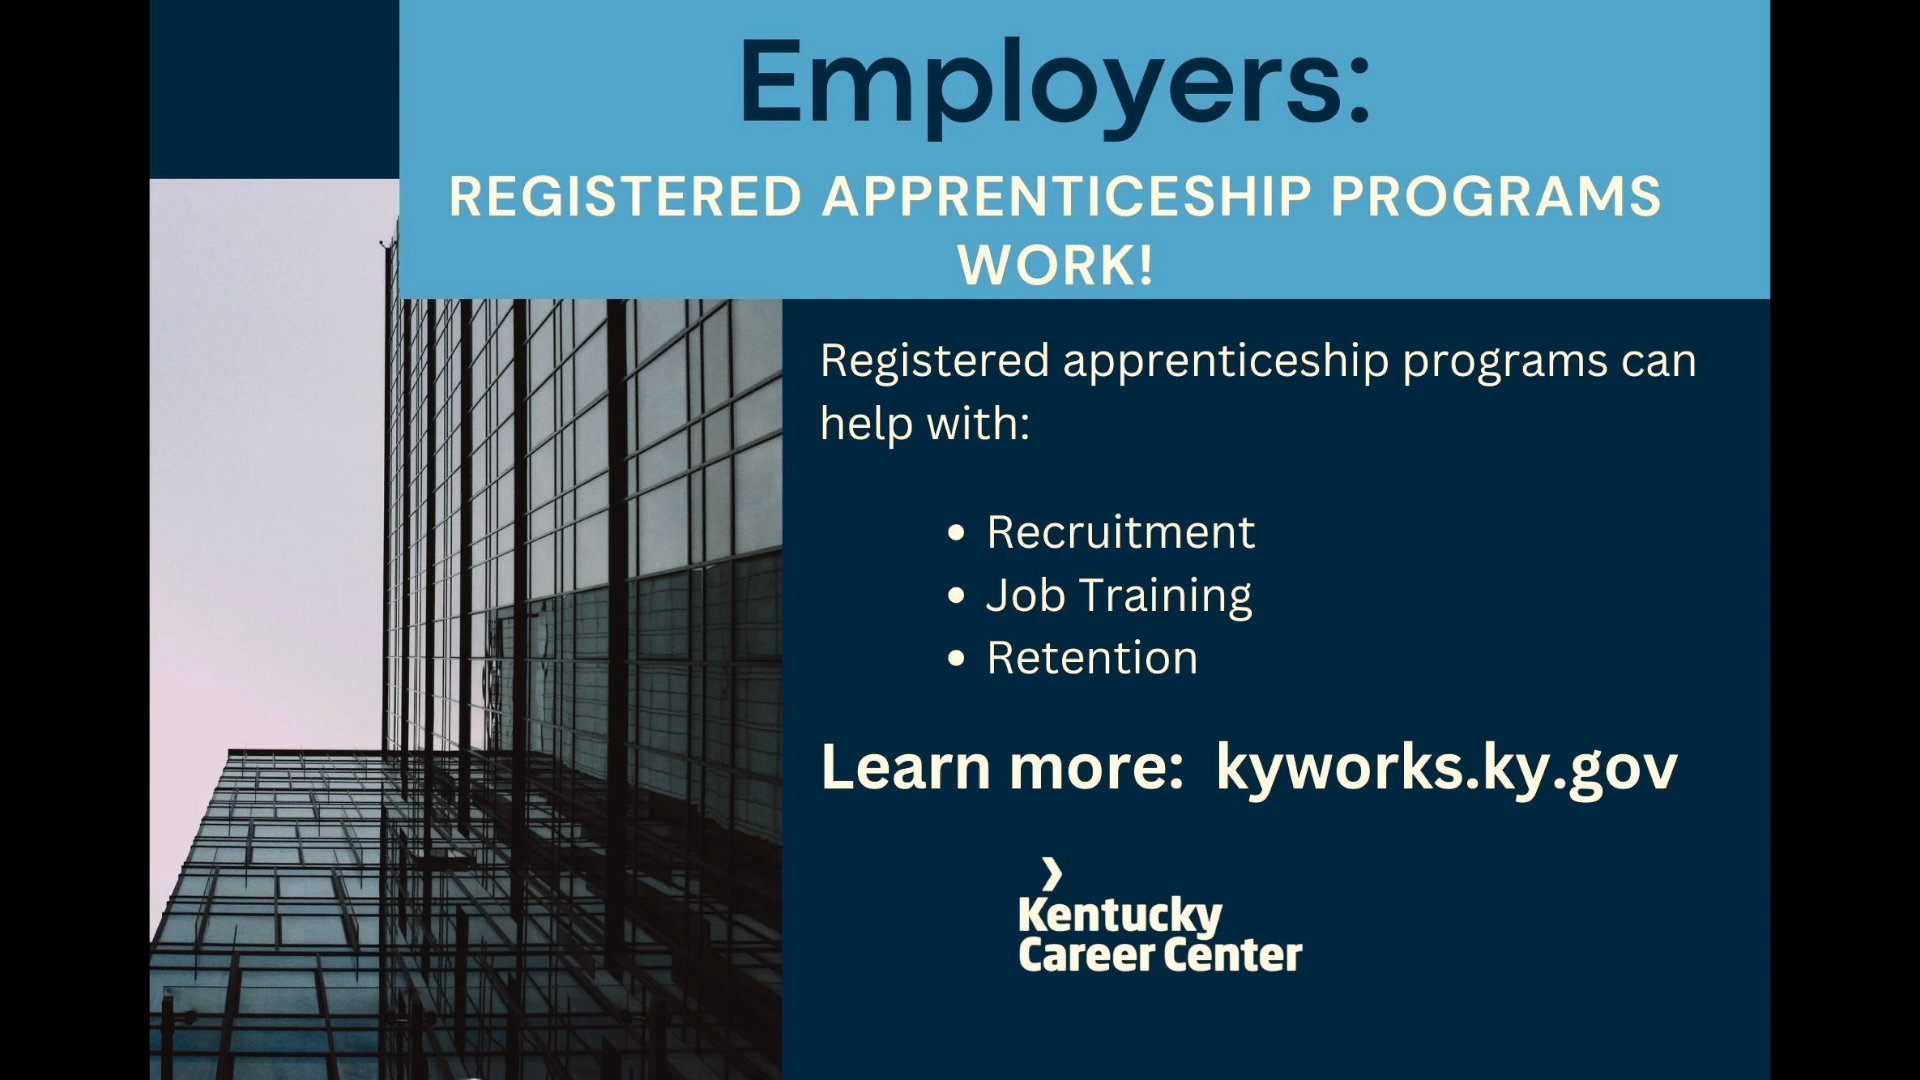 Employers:
REGISTERED APPRENTICESHIP PROGRAMS
WORK!
Registered apprenticeship programs can
help with:
• Recruitment
• Job Training
• Retention
Learn more: kyworks.ky.gov
Kentucky
Career Center